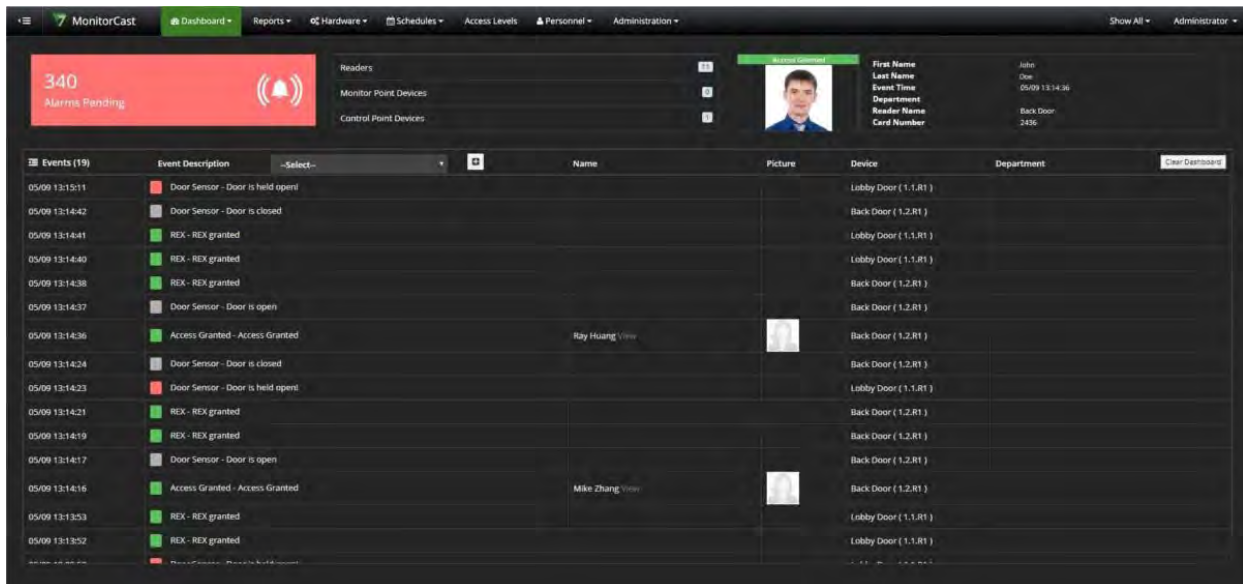 MonitorCast Dashboard Reports Hardware Schedules Access Levels Personnel Administration Show All Administrator
340
Alarms Pending
Readers
Monitor Point Devices 0
Control Point Devices 1
Access Granted
First Name John
Last Name Doe
Event Time 05/09 13:14:36
Department
Reader Name Back Door
Card Number 2436
Events (19) Event Description --Select-- Name Picture Device Department Clear Dashboard
05/09 13:15:11 Door Sensor - Door is held open! Lobby Door ( 1.1.R1 )
05/09 13:14:42 Door Sensor - Door is closed Back Door ( 1.2.R1 )
05/09 13:14:41 REX - REX granted Lobby Door ( 1.1.R1 )
05/09 13:14:40 REX - REX granted Lobby Door ( 1.1.R1 )
05/09 13:14:38 REX - REX granted Back Door ( 1.2.R1 )
05/09 13:14:37 Door Sensor - Door is open Back Door ( 1.2.R1 )
05/09 13:14:36 Access Granted - Access Granted Ray Huang View Back Door ( 1.2.R1 )
05/09 13:14:24 Door Sensor - Door is closed Back Door ( 1.2.R1 )
05/09 13:14:23 Door Sensor - Door is held open! Lobby Door ( 1.1.R1 )
05/09 13:14:21 REX - REX granted Back Door ( 1.2.R1 )
05/09 13:14:19 REX - REX granted Back Door ( 1.2.R1 )
05/09 13:14:17 Door Sensor - Door is open Back Door ( 1.2.R1 )
05/09 13:14:16 Access Granted - Access Granted Mike Zhang View Back Door ( 1.2.R1 )
05/09 13:13:53 REX - REX granted Lobby Door ( 1.1.R1 )
05/09 13:13:52 REX - REX granted Lobby Door ( 1.1.R1 )